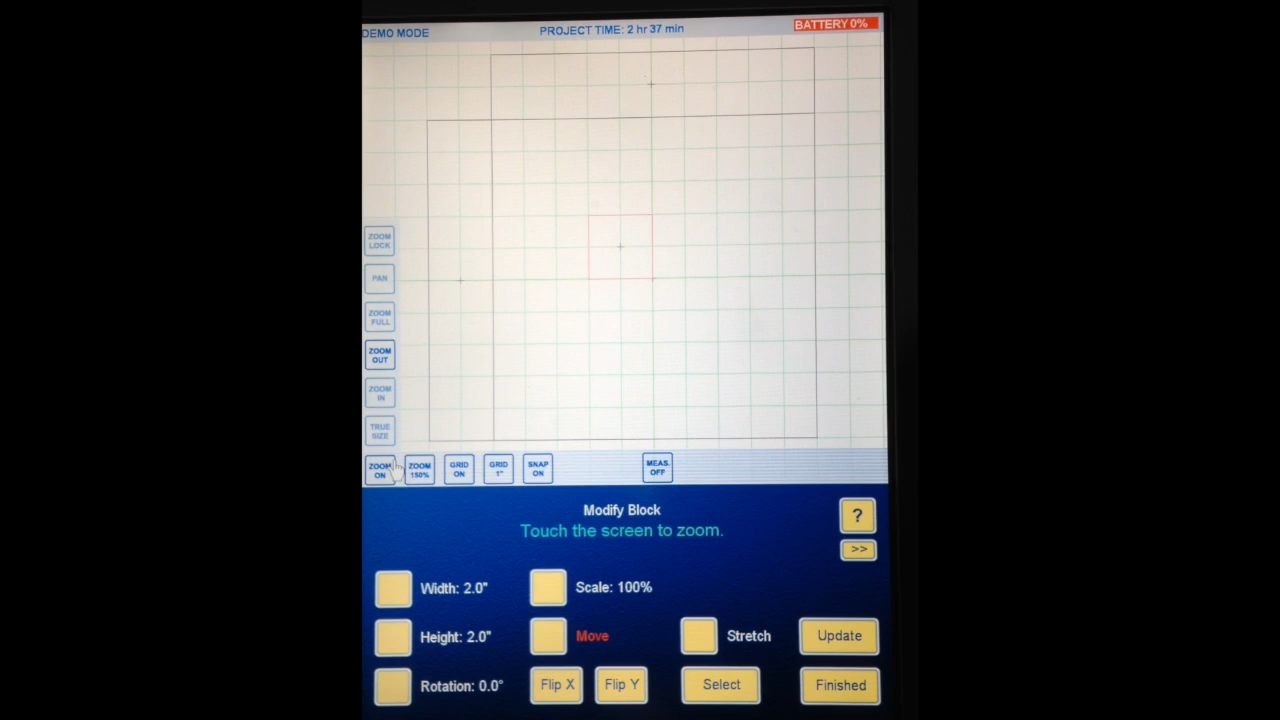 DEMO MODE
PROJECT TIME: 2 hr 37 min
BATTERY 0%
ZOOM
LOCK
PAN
ZOOM
FULL
ZOOM
OUT
ZOOM
IN
TRUE
SIZE
ZOOM
ON
ZOOM
150%
GRID
ON
GRID
1"
SNAP
ON
MEAS.
OFF
Modify Block
Touch the screen to zoom.
?
>>
Width: 2.0"
Scale: 100%
Height: 2.0"
Move
Stretch
Update
Rotation: 0.0°
Flip X
Flip Y
Select
Finished